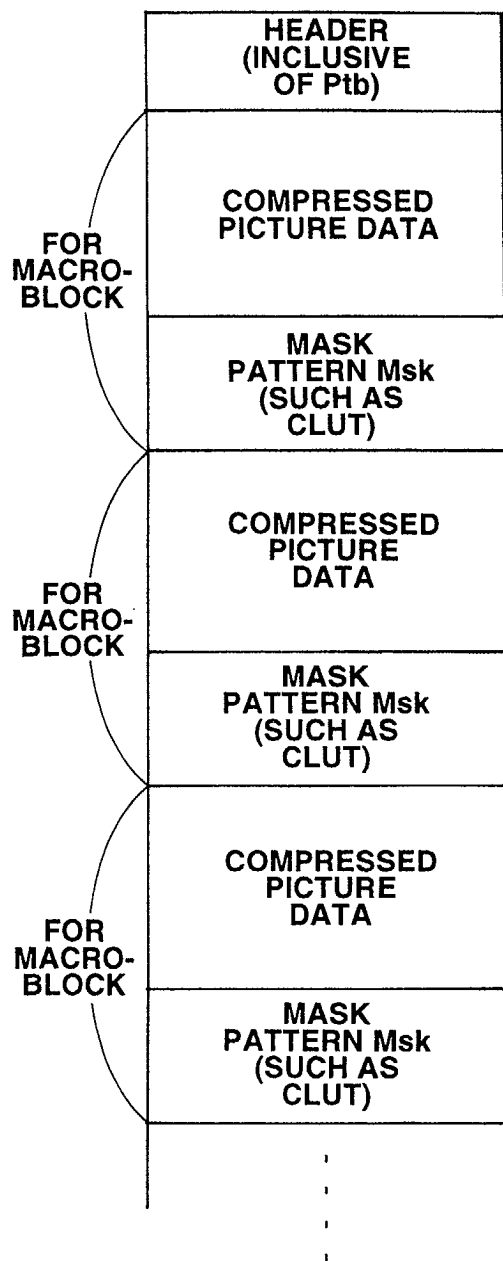 HEADER
(INCLUSIVE
OF Ptb)
COMPRESSED
PICTURE DATA
FOR
MACRO-
BLOCK
MASK
PATTERN Msk
(SUCH AS
CLUT)
COMPRESSED
PICTURE
DATA
FOR
MACRO-
BLOCK
MASK
PATTERN Msk
(SUCH AS
CLUT)
COMPRESSED
PICTURE
DATA
FOR
MACRO-
BLOCK
MASK
PATTERN Msk
(SUCH AS
CLUT)